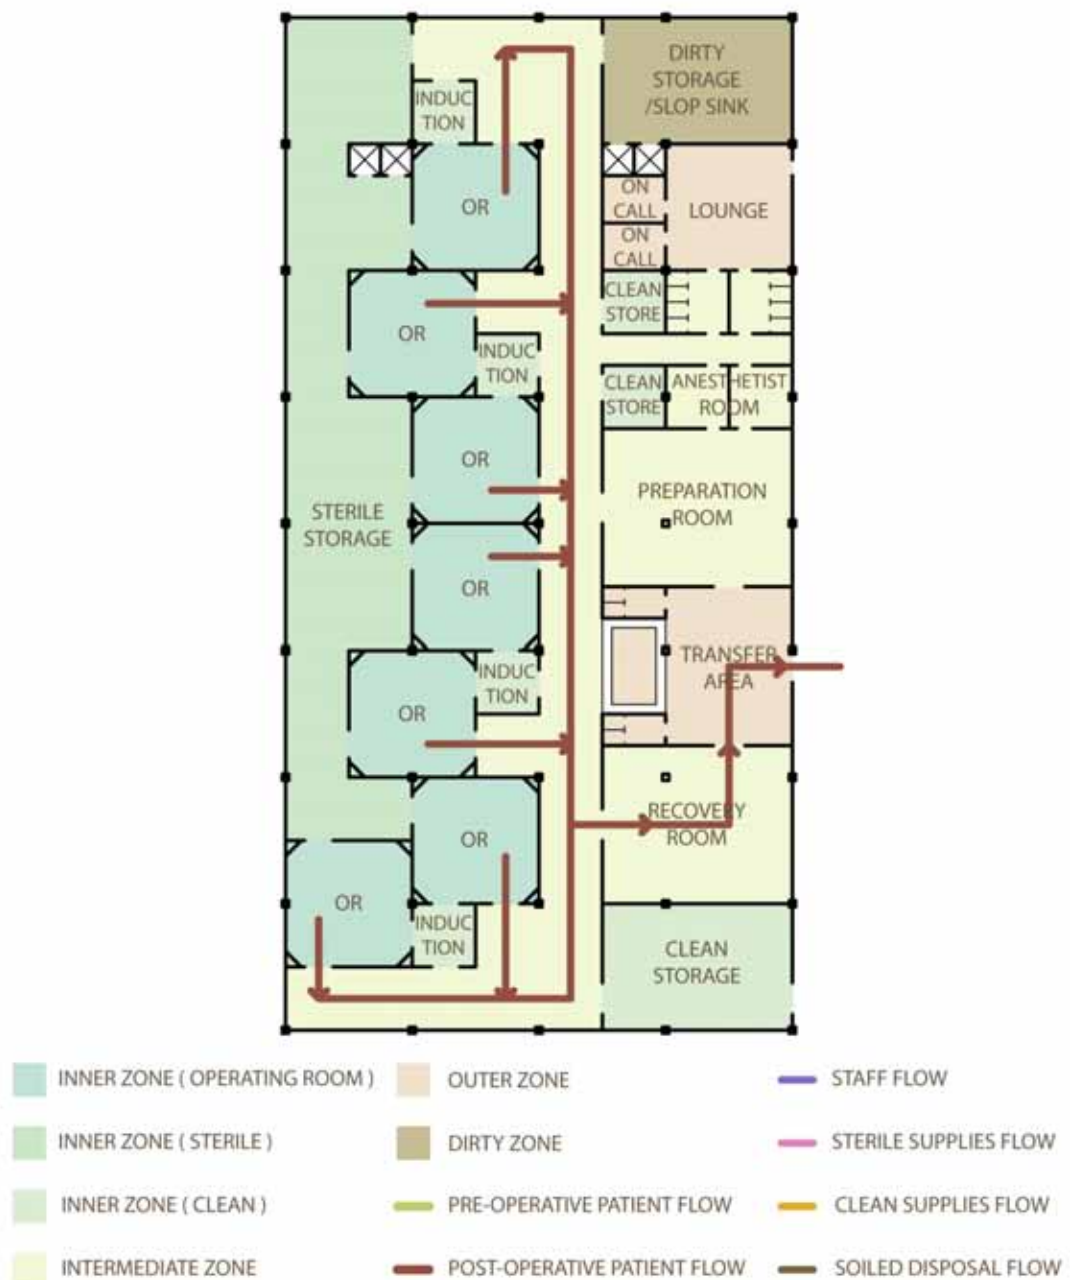 DIRTY
STORAGE
/SLOP SINK
INDUC
TION
OR
ON
CALL
LOUNGE
ON
CALL
CLEAN
STORE
OR
INDUC
TION
CLEAN
STORE
ANESTHETIST
ROOM
OR
PREPARATION
ROOM
STERILE
STORAGE
OR
TRANSFER
AREA
INDUC
TION
OR
RECOVERY
ROOM
OR
OR
INDUC
TION
CLEAN
STORAGE
INNER ZONE ( OPERATING ROOM )
OUTER ZONE
STAFF FLOW
INNER ZONE ( STERILE )
DIRTY ZONE
STERILE SUPPLIES FLOW
INNER ZONE ( CLEAN )
PRE-OPERATIVE PATIENT FLOW
CLEAN SUPPLIES FLOW
INTERMEDIATE ZONE
POST-OPERATIVE PATIENT FLOW
SOILED DISPOSAL FLOW